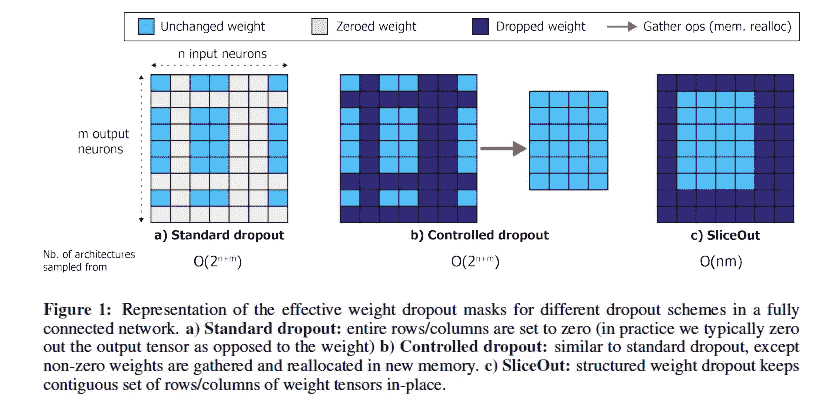 Unchanged weight Zeroed weight Dropped weight Gather ops (mem. realloc)
n input neurons
m output
neurons
a) Standard dropout b) Controlled dropout c) SliceOut
Nb. of architectures
sampled from
O(2ⁿ⁺ᵐ) O(2ⁿ⁺ᵐ) O(nm)
Figure 1: Representation of the effective weight dropout masks for different dropout schemes in a fully
connected network. a) Standard dropout: entire rows/columns are set to zero (in practice we typically zero
out the output tensor as opposed to the weight) b) Controlled dropout: similar to standard dropout, except
non-zero weights are gathered and reallocated in new memory. c) SliceOut: structured weight dropout keeps
contiguous set of rows/columns of weight tensors in-place.